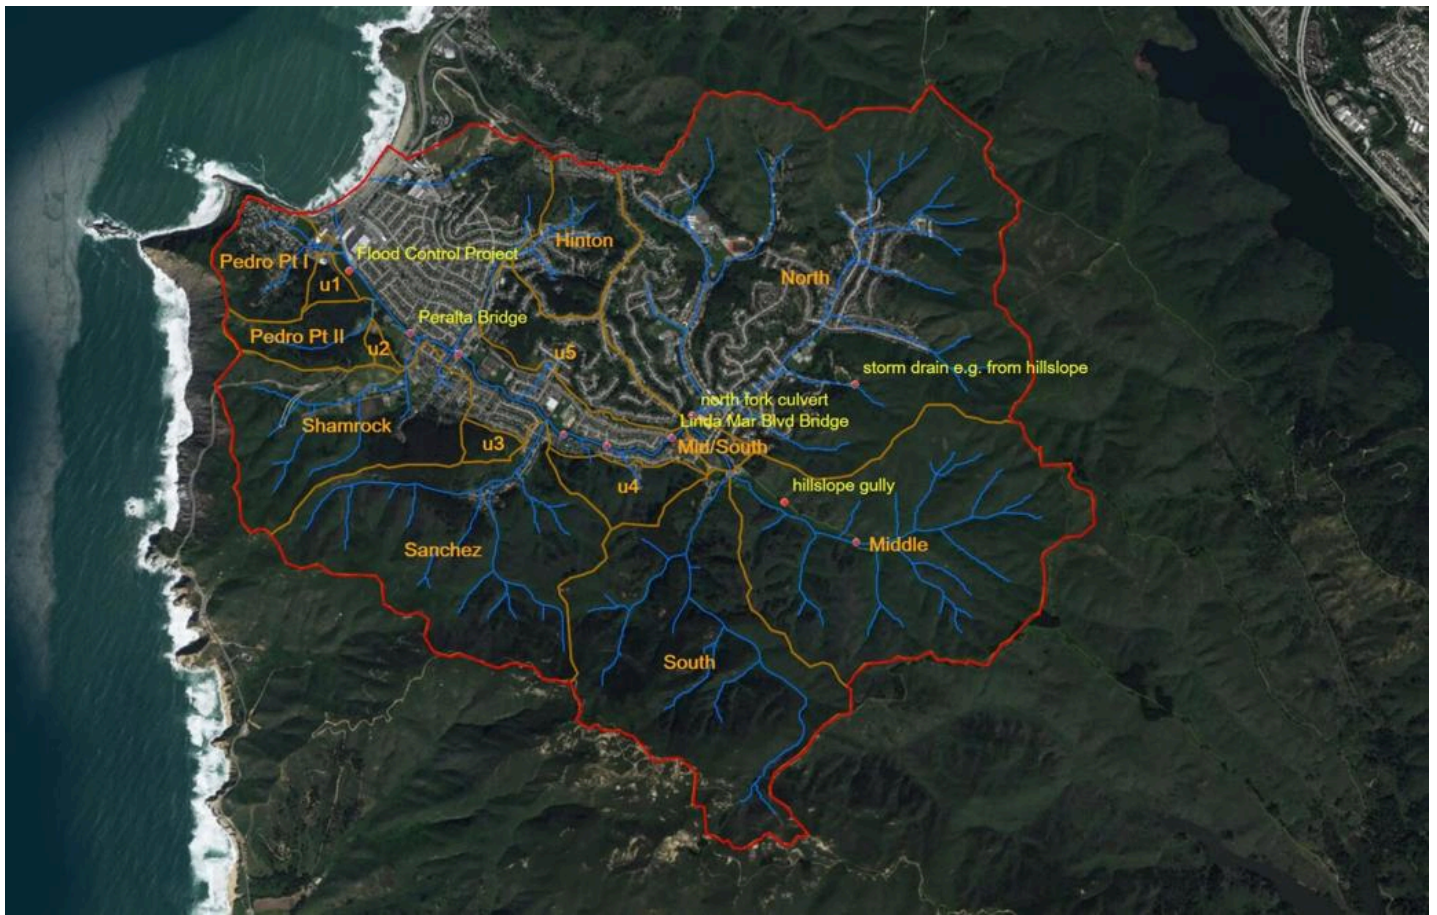 Hinton
Flood Control Project
Pedro Pt I
u1
North
Peralta Bridge
Pedro Pt II
u2
u5
storm drain e.g. from hillslope
north fork culvert
Linda Mar Blvd Bridge
Shamrock
u3
Mid/South
u4
hillslope gully
Sanchez
Middle
South